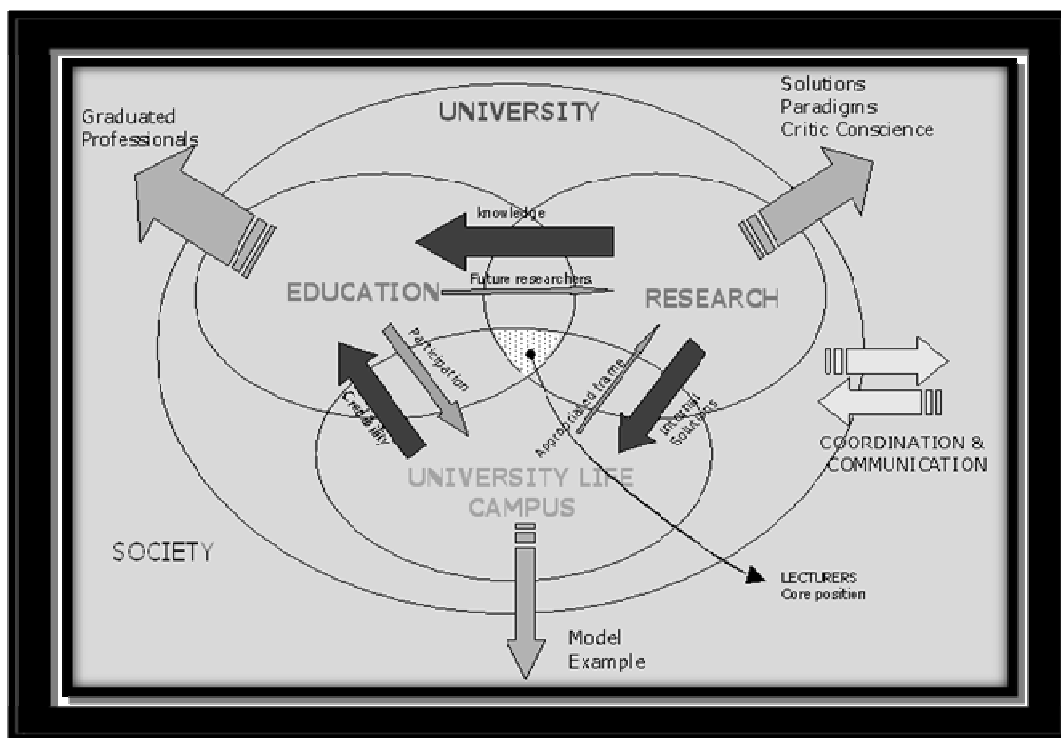 UNIVERSITY
Graduated
Professionals
Solutions
Paradigms
Critic Conscience
knowledge
Future researchers
EDUCATION
RESEARCH
Participation
Credibility
Appropriated frame
Internal
Solutions
UNIVERSITY LIFE
CAMPUS
COORDINATION &
COMMUNICATION
SOCIETY
LECTURERS
Core position
Model
Example